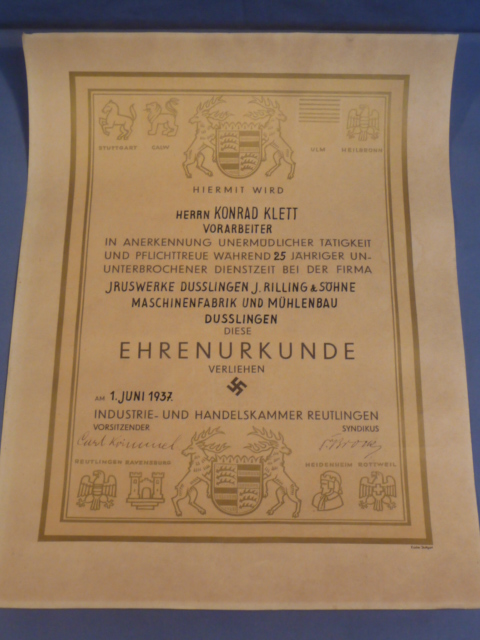 STUTTGART CALW ULM HEILBRONN
HIERMIT WIRD
HERRN KONRAD KLETT
VORARBEITER
IN ANERKENNUNG UNERMÜDLICHER TÄTIGKEIT
UND PFLICHTTREUE WÄHREND 25 JÄHRIGER UN-
UNTERBROCHENER DIENSTZEIT BEI DER FIRMA
JRUSWERKE DUSSLINGEN J. RILLING & SÖHNE
MASCHINENFABRIK UND MÜHLENBAU
DUSSLINGEN
DIESE
EHRENURKUNDE
VERLIEHEN
AM 1. JUNI 1937.
INDUSTRIE- UND HANDELSKAMMER REUTLINGEN
VORSITZENDER SYNDIKUS
REUTLINGEN RAVENSBURG HEIDENHEIM ROTTWEIL